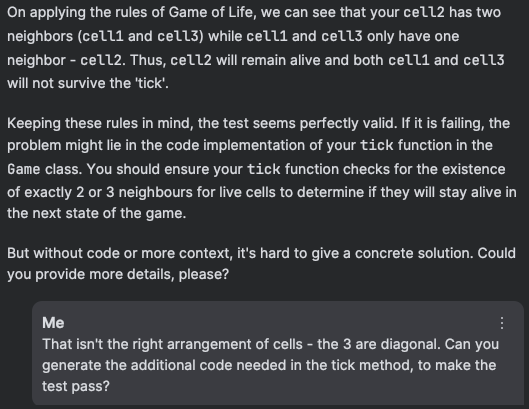 On applying the rules of Game of Life, we can see that your cell2 has two
neighbors (cell1 and cell3) while cell1 and cell3 only have one
neighbor - cell2. Thus, cell2 will remain alive and both cell1 and cell3
will not survive the 'tick'.
Keeping these rules in mind, the test seems perfectly valid. If it is failing, the
problem might lie in the code implementation of your tick function in the
Game class. You should ensure your tick function checks for the existence
of exactly 2 or 3 neighbours for live cells to determine if they will stay alive in
the next state of the game.
But without code or more context, it's hard to give a concrete solution. Could
you provide more details, please?
Me
That isn't the right arrangement of cells - the 3 are diagonal. Can you
generate the additional code needed in the tick method, to make the
test pass?